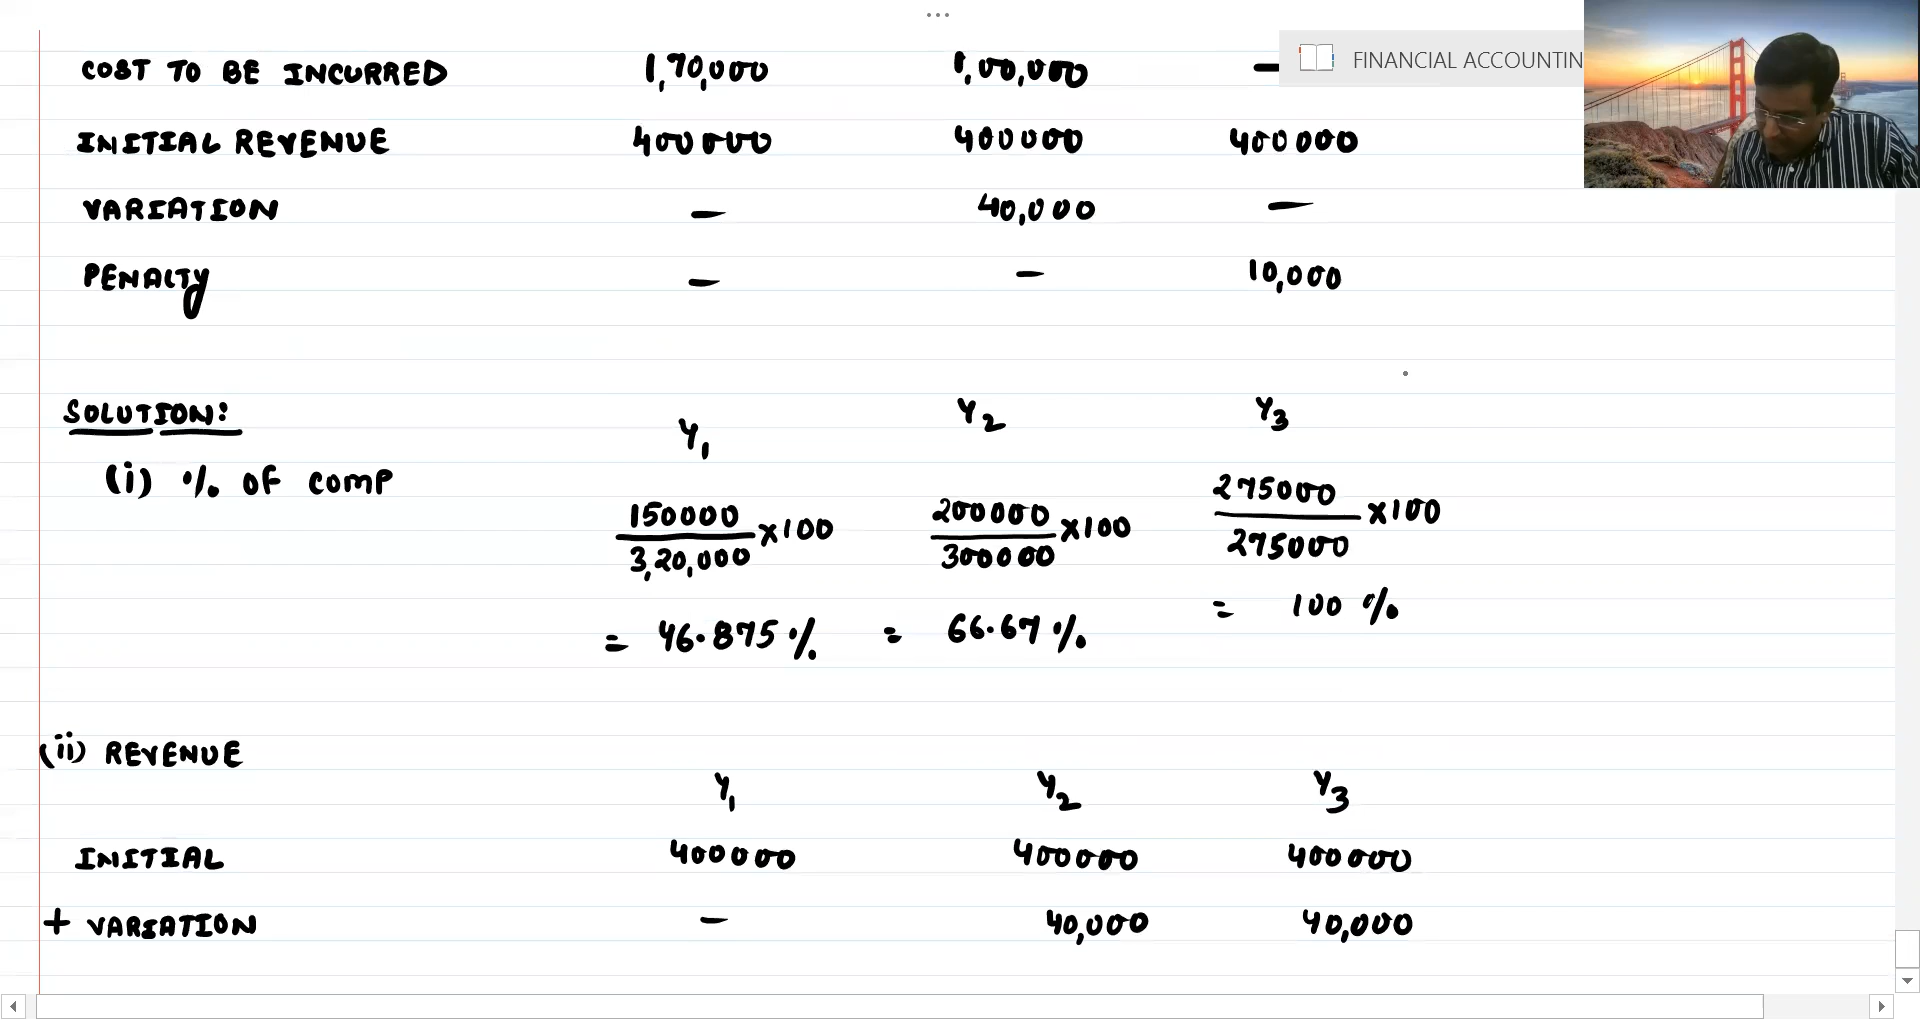 ...
COST TO BE INCURRED 1,70,000 1,00,000 —
FINANCIAL ACCOUNTIN
INITIAL REVENUE 400000 400000 400000
VARIATION — 40,000 —
PENALTY — — 10,000
SOLUTION: Y1 Y2 Y3
(i) % OF COMP
150000/3,20,000 x100 200000/300000 x100 275000/275000 x100
= 46.875% = 66.67% = 100%
(ii) REVENUE
Y1 Y2 Y3
INITIAL 400000 400000 400000
+ VARIATION — 40,000 40,000